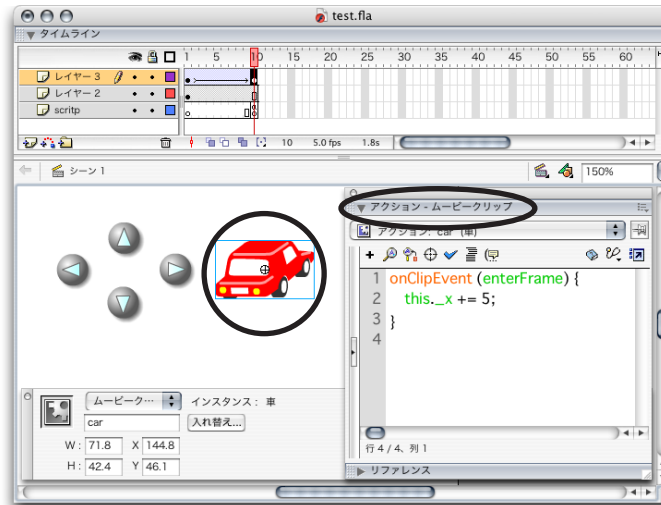 test.fla
タイムライン
1 5 10 15 20 25 30 35 40 45 50 55 60
レイヤー 3
レイヤー 2
scritp
10 5.0 fps 1.8s
シーン 1
150%
アクション - ムービークリップ
アクション: car (車)
1 onClipEvent (enterFrame) {
2 this._x += 5;
3 }
4
ムービーク… インスタンス: 車
car 入れ替え...
W: 71.8 X 144.8
H: 42.4 Y 46.1
行 4 / 4、列 1
リファレンス